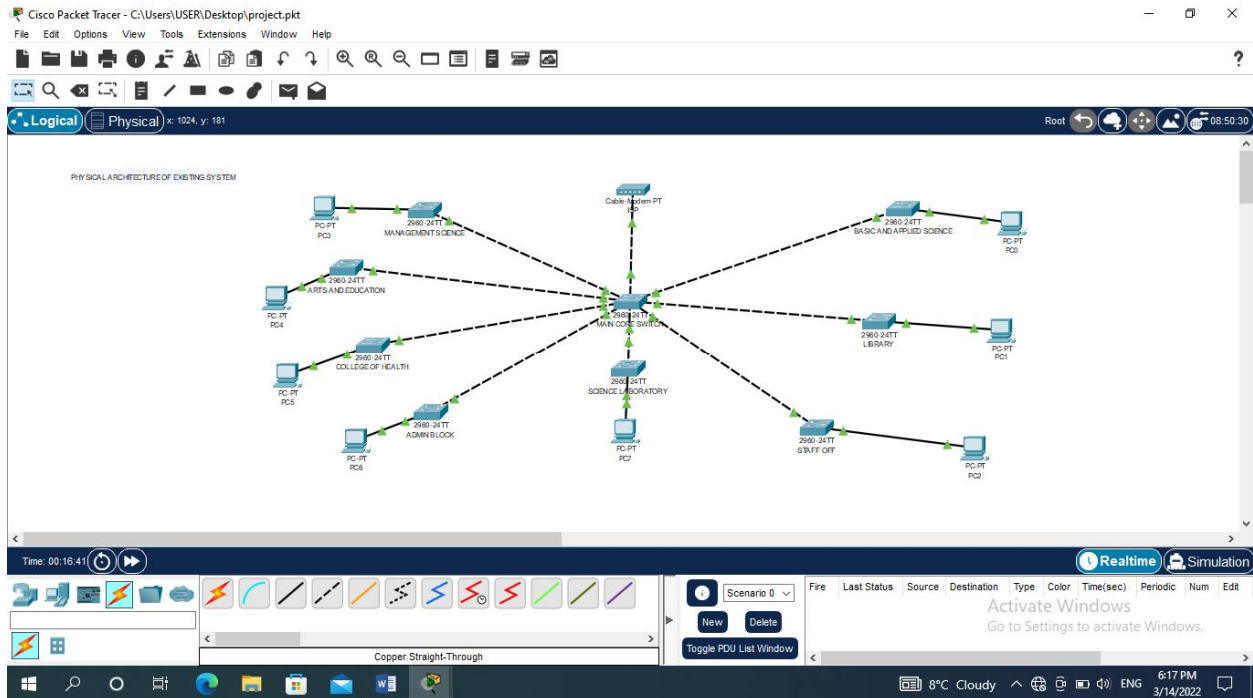 Cisco Packet Tracer - C:\Users\USER\Desktop\project.pkt
File Edit Options View Tools Extensions Window Help
?
Logical Physical x: 1024, y: 181
Root 08:50:30
PHYSICAL ARCHITECTURE OF EXISTING SYSTEM
PC-PT
PC3
2960-24TT
MANAGEMENT SCIENCE
Cable-Modem-PT
ISP
2960-24TT
BASIC AND APPLIED SCIENCE
PC-PT
PC0
2960-24TT
ARTS AND EDUCATION
PC-PT
PC4
2960-24TT
MAIN CORE SWITCH
2960-24TT
LIBRARY
PC-PT
PC1
2960-24TT
COLLEGE OF HEALTH
PC-PT
PC5
2960-24TT
SCIENCE LABORATORY
2960-24TT
ADMIN BLOCK
PC-PT
PC6
PC-PT
PC7
2960-24TT
STAFF OFF
PC-PT
PC2
Time: 00:16:41
Realtime Simulation
Scenario 0
New Delete
Toggle PDU List Window
Fire Last Status Source Destination Type Color Time(sec) Periodic Num Edit
Activate Windows
Go to Settings to activate Windows.
Copper Straight-Through
8°C Cloudy ENG 6:17 PM
3/14/2022